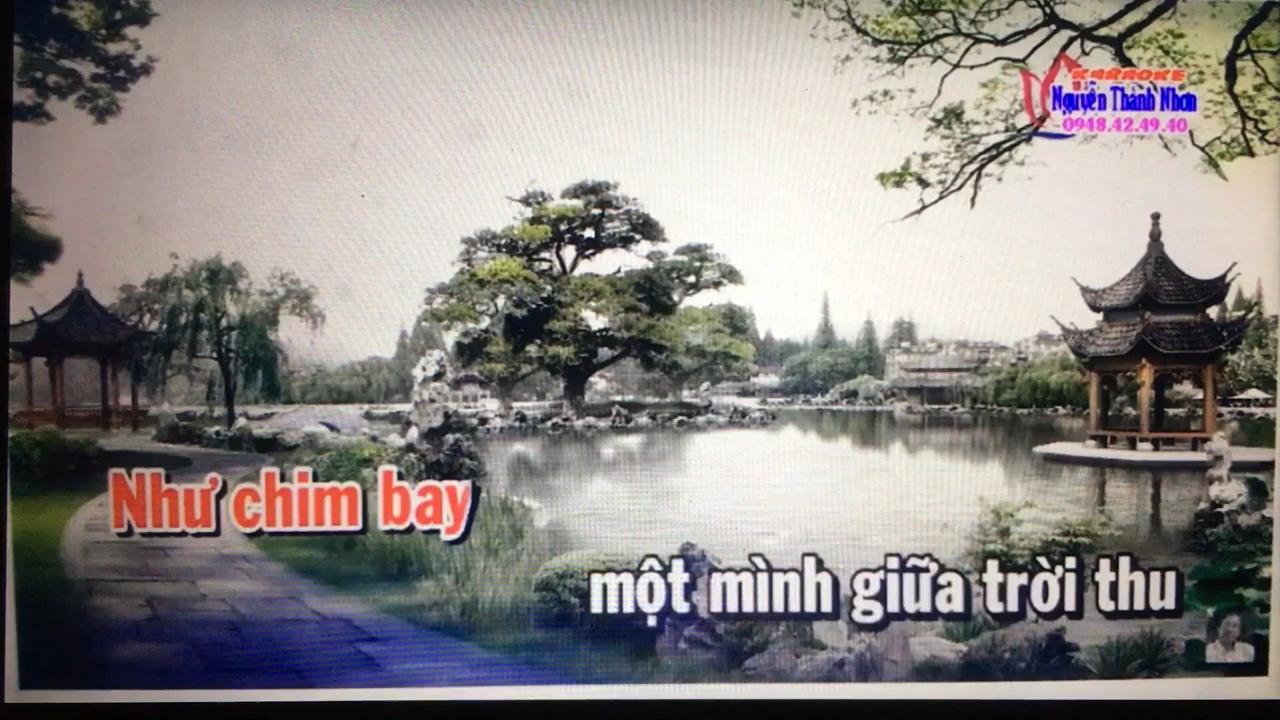 KARAOKE
Nguyễn Thành Nhơn
0948.42.49.40
Như chim bay
một mình giữa trời thu